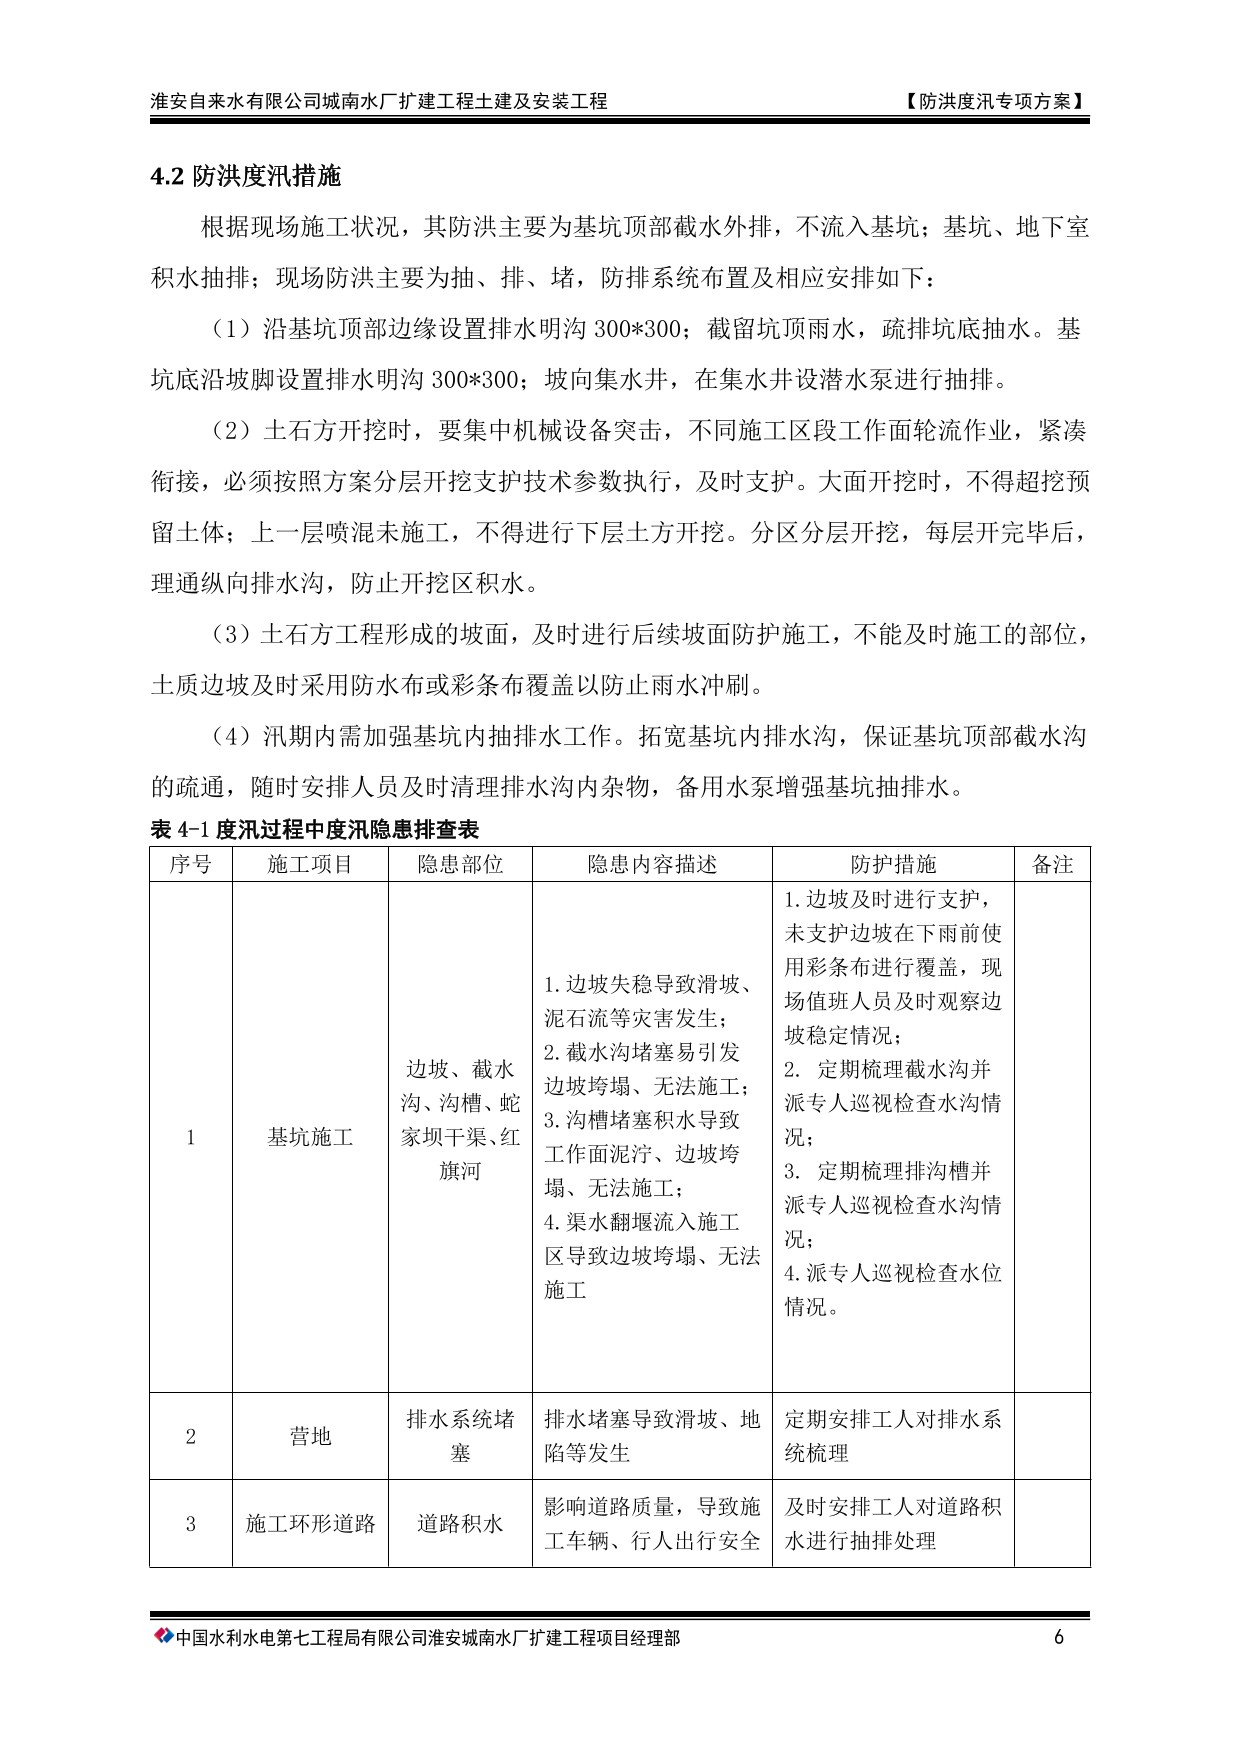 淮安自来水有限公司城南水厂扩建工程土建及安装工程 【防洪度汛专项方案】
4.2 防洪度汛措施
根据现场施工状况，其防洪主要为基坑顶部截水外排，不流入基坑；基坑、地下室
积水抽排；现场防洪主要为抽、排、堵，防排系统布置及相应安排如下：
（1）沿基坑顶部边缘设置排水明沟 300*300；截留坑顶雨水，疏排坑底抽水。基
坑底沿坡脚设置排水明沟 300*300；坡向集水井，在集水井设潜水泵进行抽排。
（2）土石方开挖时，要集中机械设备突击，不同施工区段工作面轮流作业，紧凑
衔接，必须按照方案分层开挖支护技术参数执行，及时支护。大面开挖时，不得超挖预
留土体；上一层喷混未施工，不得进行下层土方开挖。分区分层开挖，每层开完毕后，
理通纵向排水沟，防止开挖区积水。
（3）土石方工程形成的坡面，及时进行后续坡面防护施工，不能及时施工的部位，
土质边坡及时采用防水布或彩条布覆盖以防止雨水冲刷。
（4）汛期内需加强基坑内抽排水工作。拓宽基坑内排水沟，保证基坑顶部截水沟
的疏通，随时安排人员及时清理排水沟内杂物，备用水泵增强基坑抽排水。
表 4-1 度汛过程中度汛隐患排查表
序号 施工项目 隐患部位 隐患内容描述 防护措施 备注
1
基坑施工
边坡、截水
沟、沟槽、蛇
家坝干渠、红
旗河
1.边坡失稳导致滑坡、
泥石流等灾害发生；
2.截水沟堵塞易引发
边坡垮塌、无法施工；
3.沟槽堵塞积水导致
工作面泥泞、边坡垮
塌、无法施工；
4.渠水翻堰流入施工
区导致边坡垮塌、无法
施工
1.边坡及时进行支护，
未支护边坡在下雨前使
用彩条布进行覆盖，现
场值班人员及时观察边
坡稳定情况；
2. 定期梳理截水沟并
派专人巡视检查水沟情
况；
3. 定期梳理排沟槽并
派专人巡视检查水沟情
况；
4.派专人巡视检查水位
情况。
2
营地
排水系统堵
塞
排水堵塞导致滑坡、地
陷等发生
定期安排工人对排水系
统梳理
3
施工环形道路
道路积水
影响道路质量，导致施
工车辆、行人出行安全
及时安排工人对道路积
水进行抽排处理
中国水利水电第七工程局有限公司淮安城南水厂扩建工程项目经理部 6